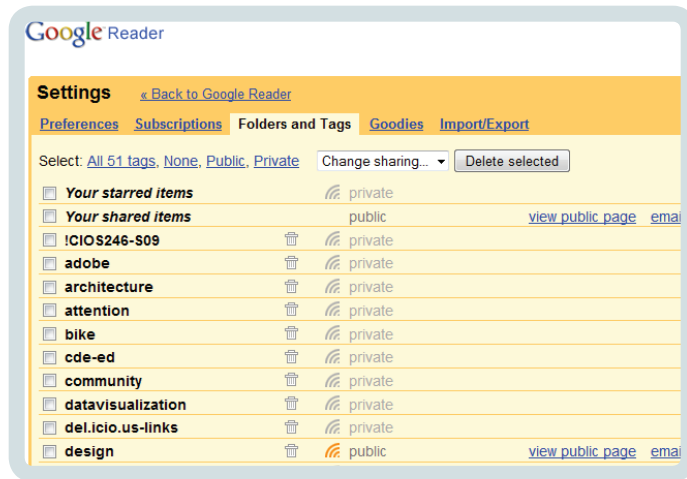 Google Reader
Settings « Back to Google Reader
Preferences Subscriptions Folders and Tags Goodies Import/Export
Select: All 51 tags, None, Public, Private Change sharing... Delete selected
Your starred items private
Your shared items public view public page emai
!CIOS246-S09 private
adobe private
architecture private
attention private
bike private
cde-ed private
community private
datavisualization private
del.icio.us-links private
design public view public page emai